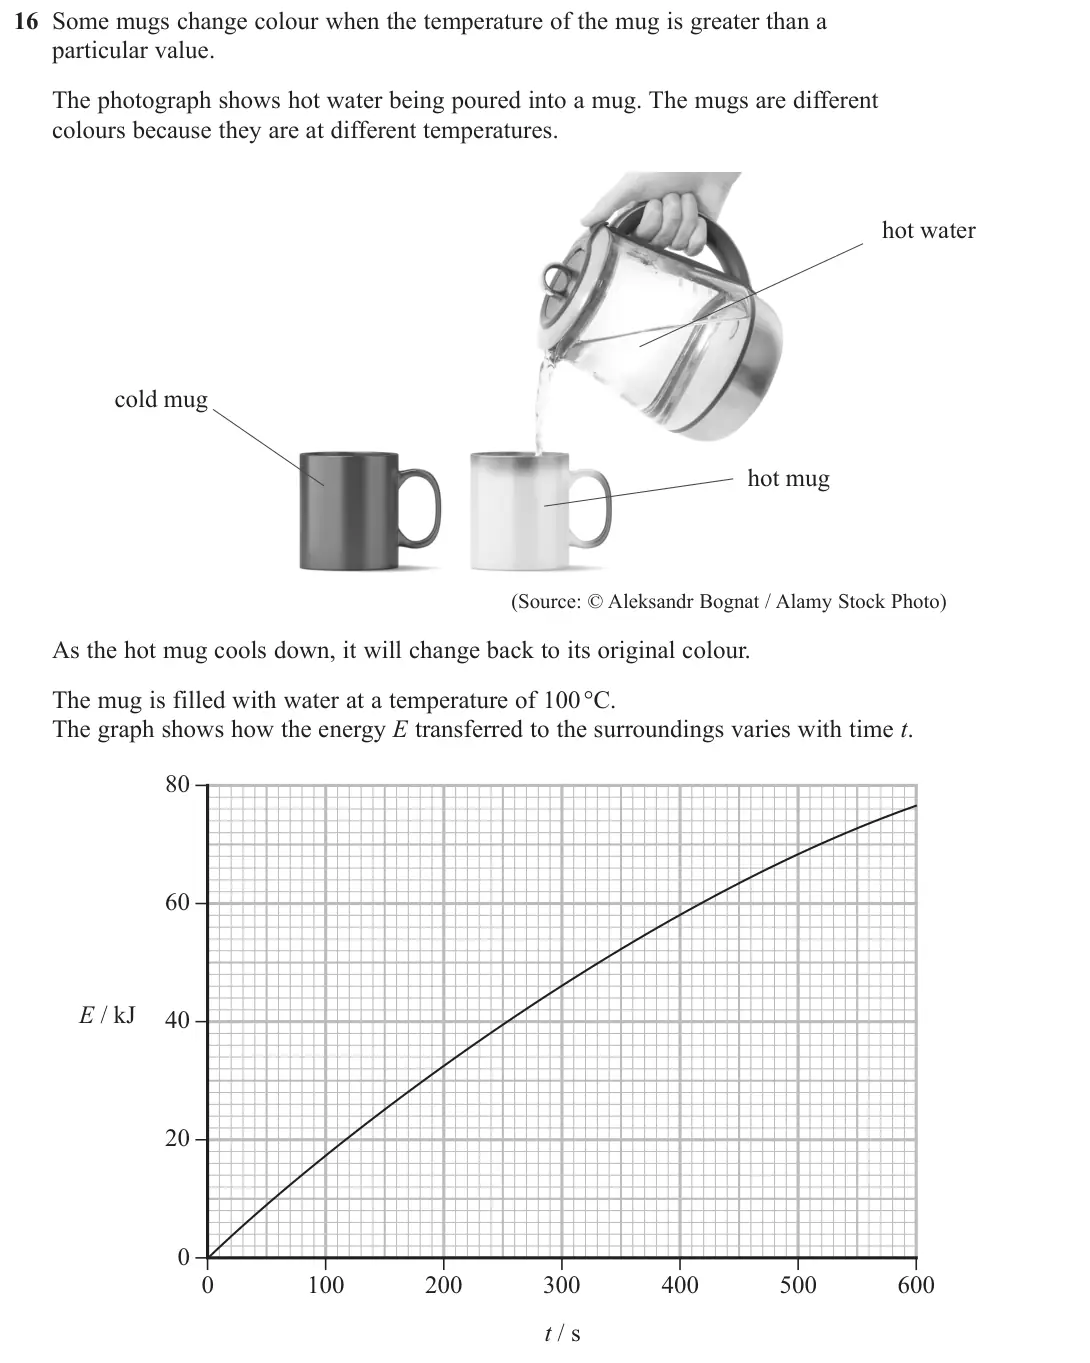 16 Some mugs change colour when the temperature of the mug is greater than a
particular value.
The photograph shows hot water being poured into a mug. The mugs are different
colours because they are at different temperatures.
hot water
cold mug
hot mug
(Source: © Aleksandr Bognat / Alamy Stock Photo)
As the hot mug cools down, it will change back to its original colour.
The mug is filled with water at a temperature of 100 °C.
The graph shows how the energy E transferred to the surroundings varies with time t.
80
60
E / kJ
40
20
0
0 100 200 300 400 500 600
t / s